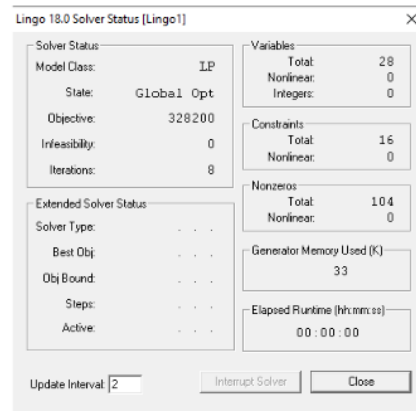 Lingo 18.0 Solver Status [Lingo1]
Solver Status
Model Class: LP
State: Global Opt
Objective: 328200
Infeasibility: 0
Iterations: 8
Extended Solver Status
Solver Type: . . .
Best Obj: . . .
Obj Bound: . . .
Steps: . . .
Active: . . .
Variables
Total: 28
Nonlinear: 0
Integers: 0
Constraints
Total: 16
Nonlinear: 0
Nonzeros
Total: 104
Nonlinear: 0
Generator Memory Used (K)
33
Elapsed Runtime (hh:mm:ss)
00:00:00
Update Interval: 2
Interrupt Solver
Close